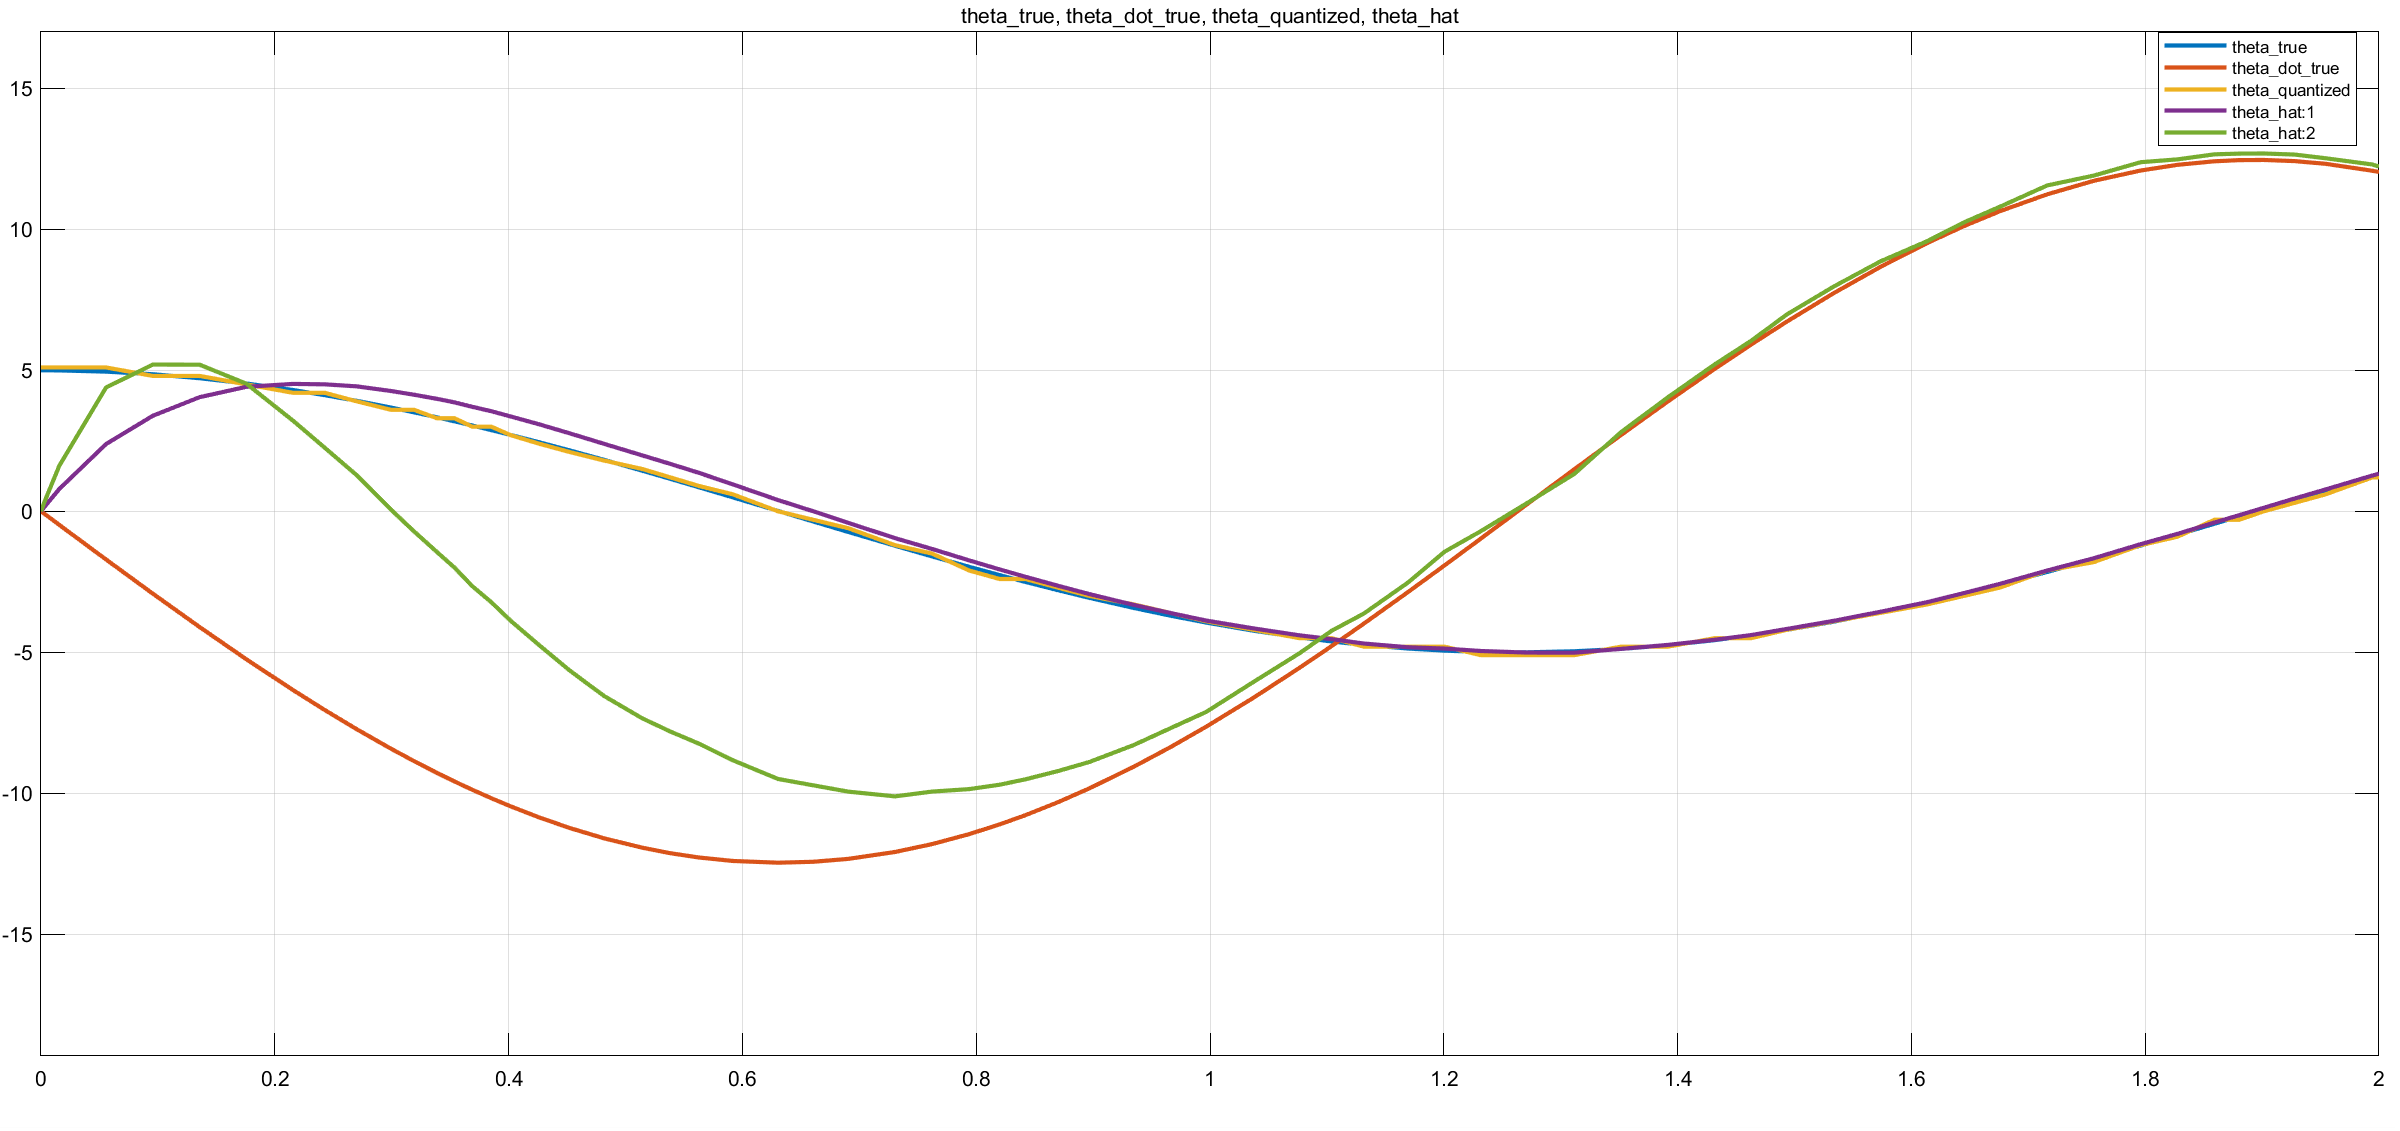 theta_true, theta_dot_true, theta_quantized, theta_hat
theta_true
theta_dot_true
theta_quantized
theta_hat:1
theta_hat:2
15
10
5
0
-5
-10
-15
0 0.2 0.4 0.6 0.8 1 1.2 1.4 1.6 1.8 2